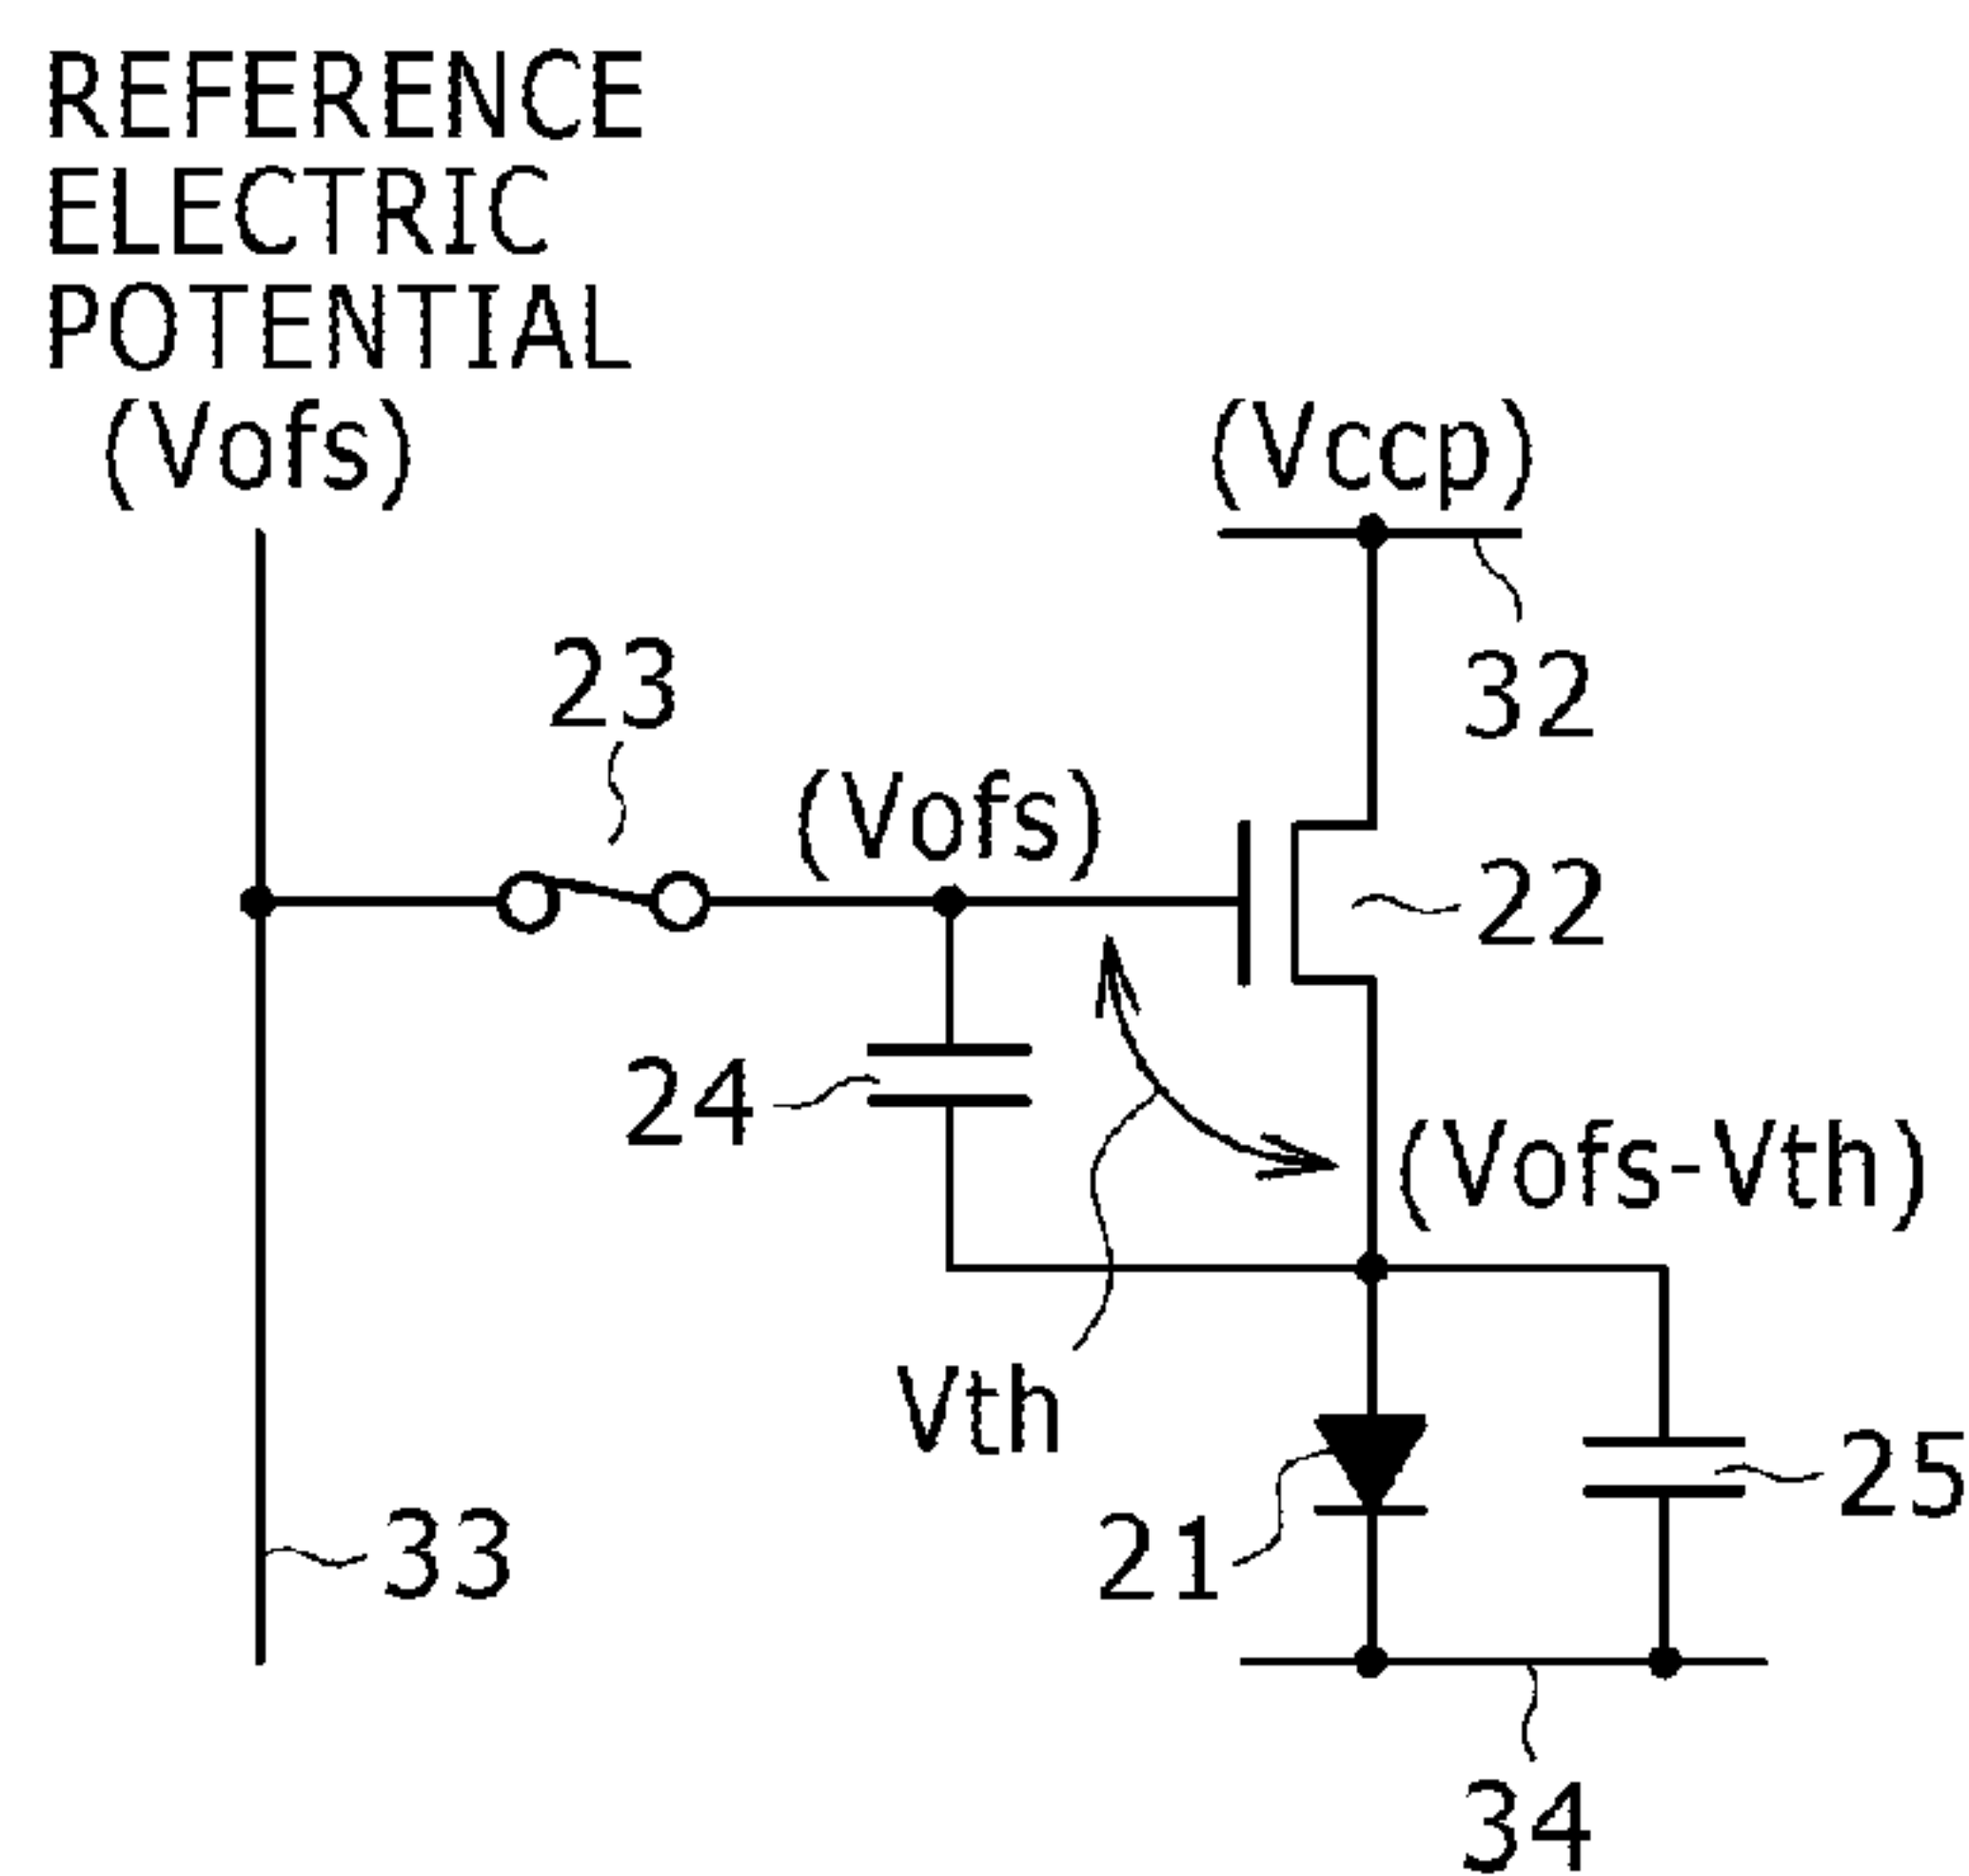 REFERENCE
ELECTRIC
POTENTIAL
(Vofs)
(Vccp)
32
23
(Vofs)
22
24
(Vofs-Vth)
Vth
25
21
33
34